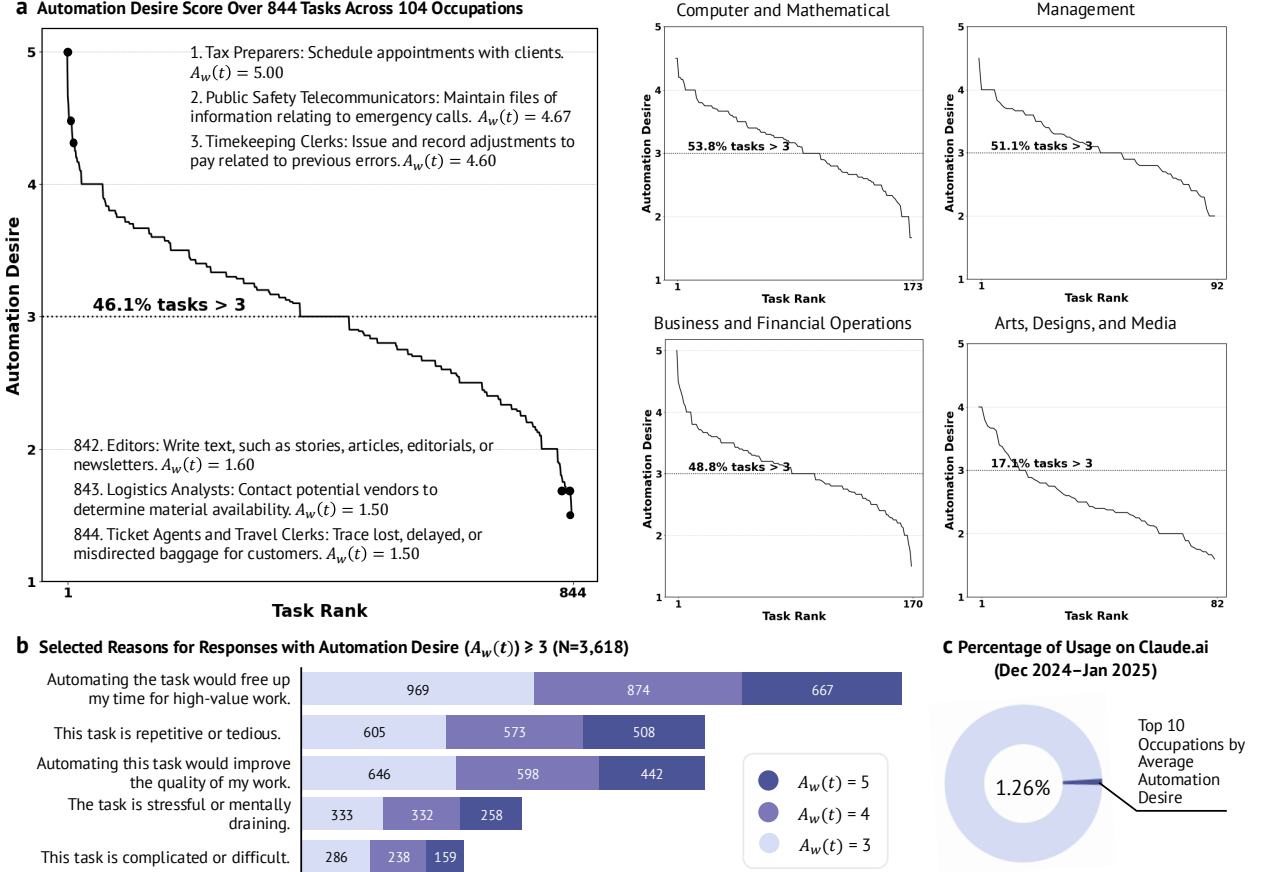 a Automation Desire Score Over 844 Tasks Across 104 Occupations
Automation Desire
5
4
3
2
1
1. Tax Preparers: Schedule appointments with clients.
A_w(t) = 5.00
2. Public Safety Telecommunicators: Maintain files of
information relating to emergency calls. A_w(t) = 4.67
3. Timekeeping Clerks: Issue and record adjustments to
pay related to previous errors. A_w(t) = 4.60
46.1% tasks > 3
842. Editors: Write text, such as stories, articles, editorials, or
newsletters. A_w(t) = 1.60
843. Logistics Analysts: Contact potential vendors to
determine material availability. A_w(t) = 1.50
844. Ticket Agents and Travel Clerks: Trace lost, delayed, or
misdirected baggage for customers. A_w(t) = 1.50
1 844
Task Rank
Computer and Mathematical
Automation Desire
5
4
3
2
1
53.8% tasks > 3
1 173
Task Rank
Management
Automation Desire
5
4
3
2
1
51.1% tasks > 3
1 92
Task Rank
Business and Financial Operations
Automation Desire
5
4
3
2
1
48.8% tasks > 3
1 170
Task Rank
Arts, Designs, and Media
Automation Desire
5
4
3
2
1
17.1% tasks > 3
1 82
Task Rank
b Selected Reasons for Responses with Automation Desire (A_w(t)) ⩾ 3 (N=3,618)
Automating the task would free up
my time for high-value work.
969 874 667
This task is repetitive or tedious.
605 573 508
Automating this task would improve
the quality of my work.
646 598 442
The task is stressful or mentally
draining.
333 332 258
This task is complicated or difficult.
286 238 159
A_w(t) = 5
A_w(t) = 4
A_w(t) = 3
c Percentage of Usage on Claude.ai
(Dec 2024–Jan 2025)
1.26%
Top 10
Occupations by
Average
Automation
Desire